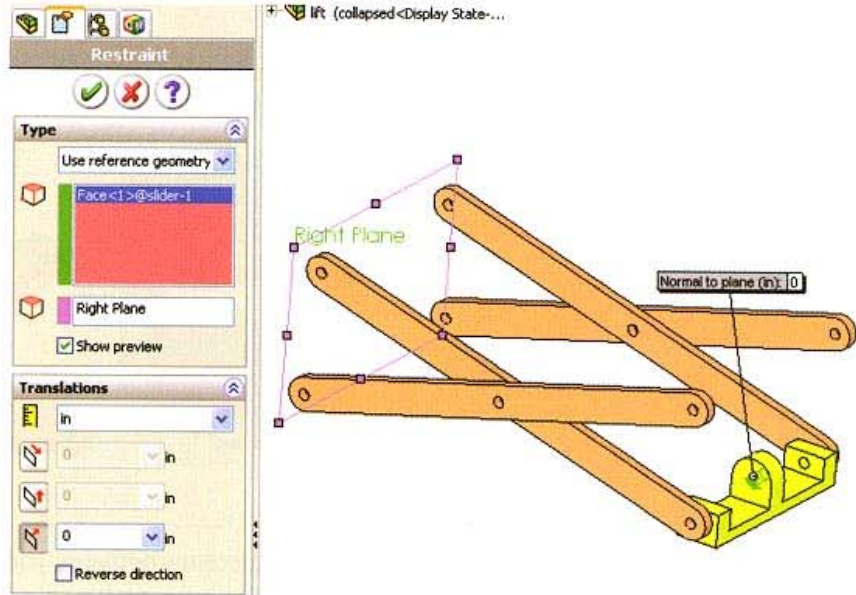 lift (collapsed<Display State-...
Restraint
?
Type
Use reference geometry
Face<1>@slider-1
Right Plane
Show preview
Translations
in
0 in
0 in
0 in
Reverse direction
Right Plane
Normal to plane (in): 0